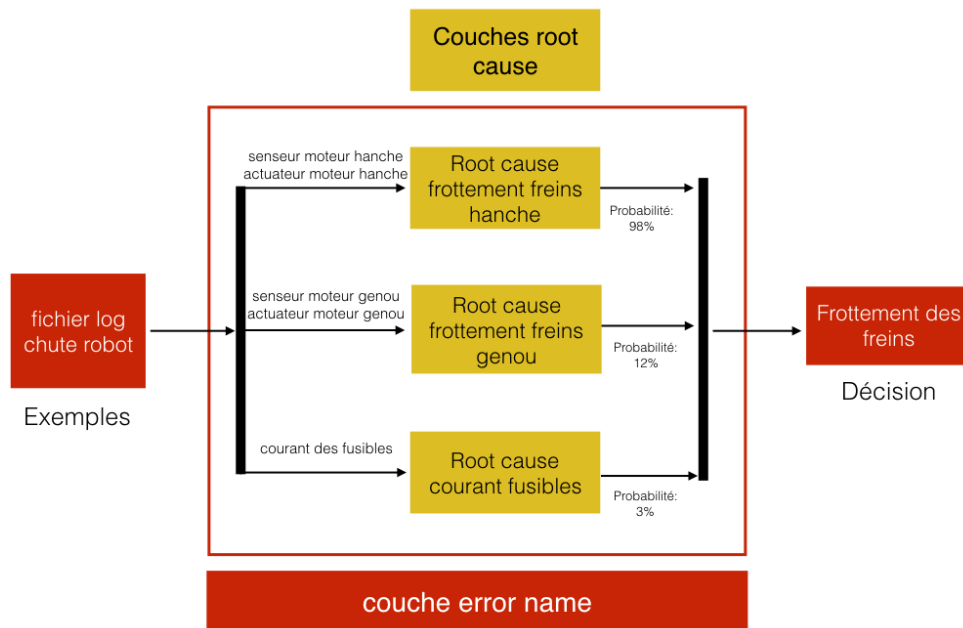 Couches root
cause
senseur moteur hanche
actuateur moteur hanche
Root cause
frottement freins
hanche
Probabilité:
98%
fichier log
chute robot
Exemples
senseur moteur genou
actuateur moteur genou
Root cause
frottement freins
genou
Probabilité:
12%
Frottement des
freins
Décision
courant des fusibles
Root cause
courant fusibles
Probabilité:
3%
couche error name